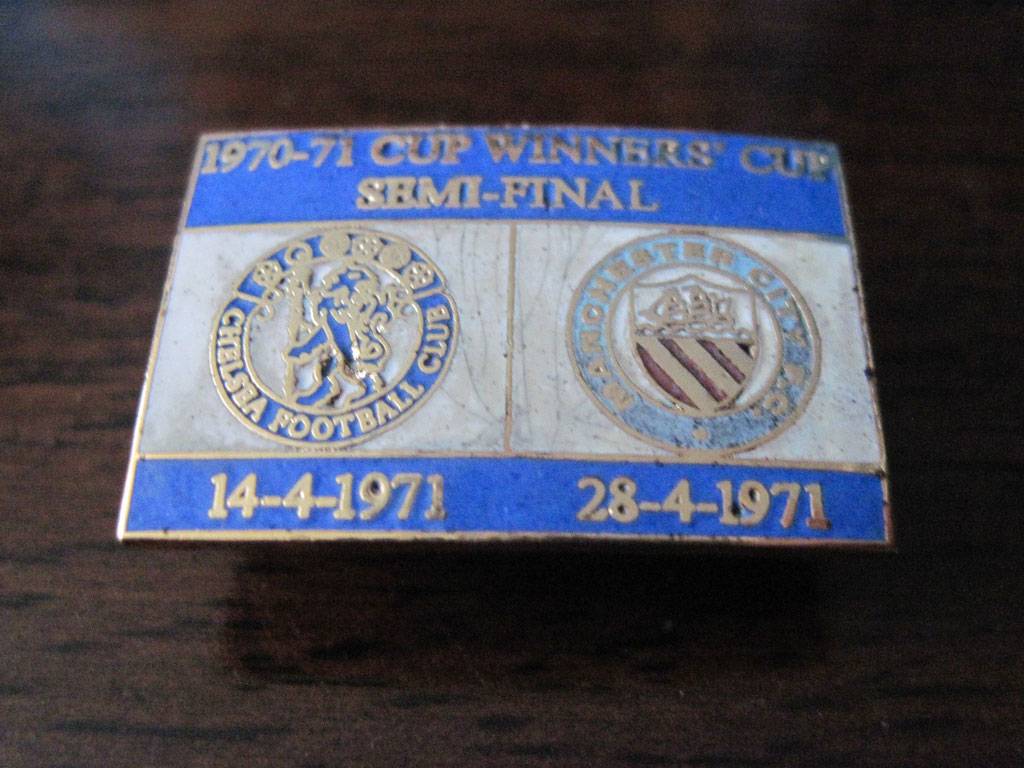 1970-71 CUP WINNERS' CUP
SEMI-FINAL
CHELSEA FOOTBALL CLUB
MANCHESTER CITY F.C.
14-4-1971
28-4-1971